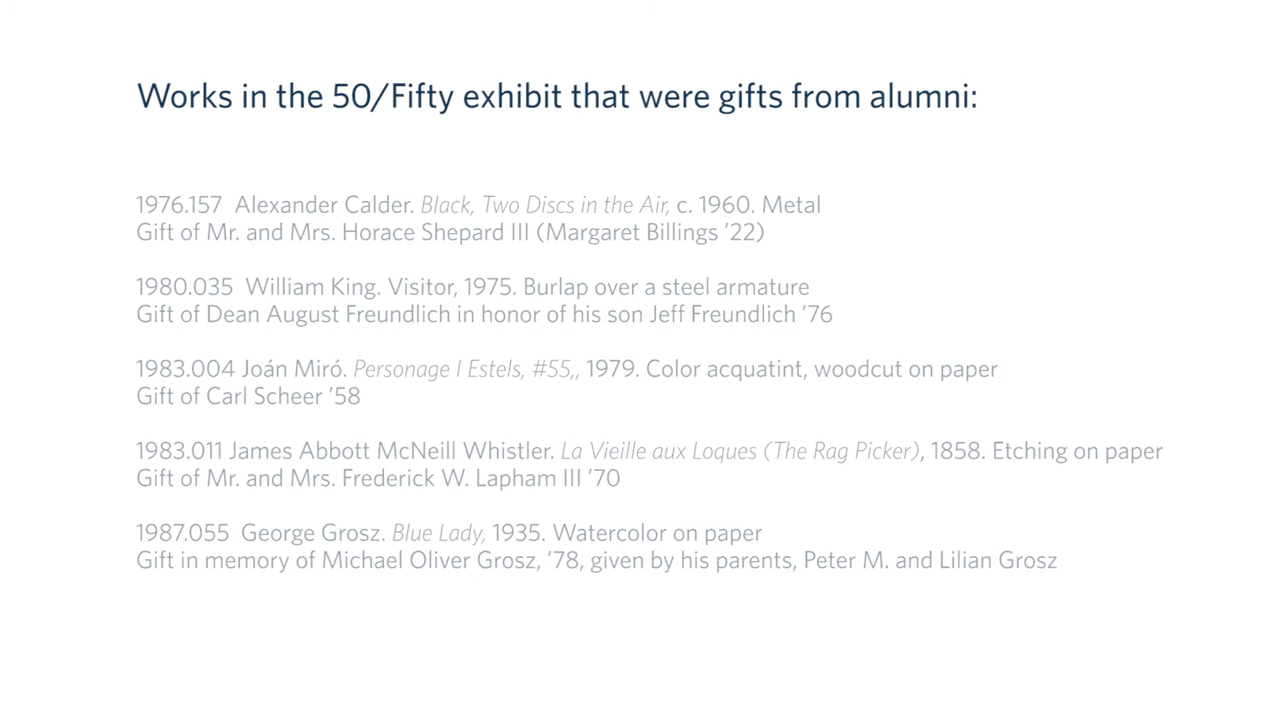 Works in the 50/Fifty exhibit that were gifts from alumni:
1976.157  Alexander Calder. Black, Two Discs in the Air, c. 1960. Metal
Gift of Mr. and Mrs. Horace Shepard III (Margaret Billings ’22)
1980.035  William King. Visitor, 1975. Burlap over a steel armature
Gift of Dean August Freundlich in honor of his son Jeff Freundlich ’76
1983.004 Joán Miró. Personage I Estels, #55,, 1979. Color acquatint, woodcut on paper
Gift of Carl Scheer ’58
1983.011 James Abbott McNeill Whistler. La Vieille aux Loques (The Rag Picker), 1858. Etching on paper
Gift of Mr. and Mrs. Frederick W. Lapham III ’70
1987.055  George Grosz. Blue Lady, 1935. Watercolor on paper
Gift in memory of Michael Oliver Grosz, ’78, given by his parents, Peter M. and Lilian Grosz